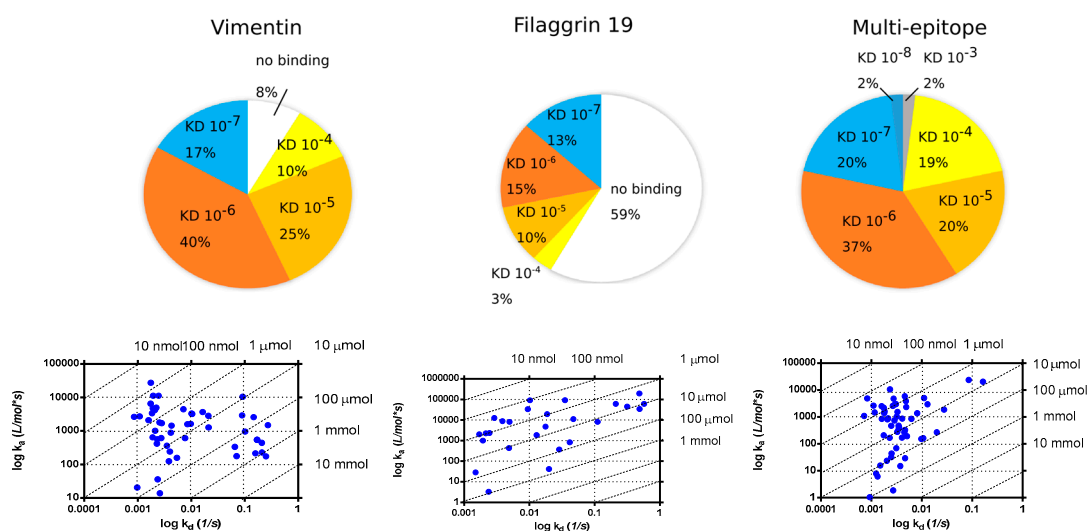 Vimentin
no binding
8%
KD 10-7
17%
KD 10-4
10%
KD 10-6
40%
KD 10-5
25%
Filaggrin 19
KD 10-7
13%
KD 10-6
15%
KD 10-5
10%
KD 10-4
3%
no binding
59%
Multi-epitope
KD 10-8
2%
KD 10-3
2%
KD 10-7
20%
KD 10-4
19%
KD 10-6
37%
KD 10-5
20%
10 nmol 100 nmol 1 μmol 10 μmol
100000
10000
1000
100
10
100 μmol
1 mmol
10 mmol
log ka (L/mol*s)
0.0001 0.001 0.01 0.1 1
log kd (1/s)
10 nmol 100 nmol 1 μmol
1000000
100000
10000
1000
100
10
1
10 μmol
100 μmol
1 mmol
log ka (L/mol*s)
0.0001 0.001 0.01 0.1 1
log kd (1/s)
10 nmol 100 nmol 1 μmol
100000
10000
1000
100
10
1
10 μmol
100 μmol
1 mmol
10 mmol
log ka (L/mol*s)
0.0001 0.001 0.01 0.1 1
log kd (1/s)